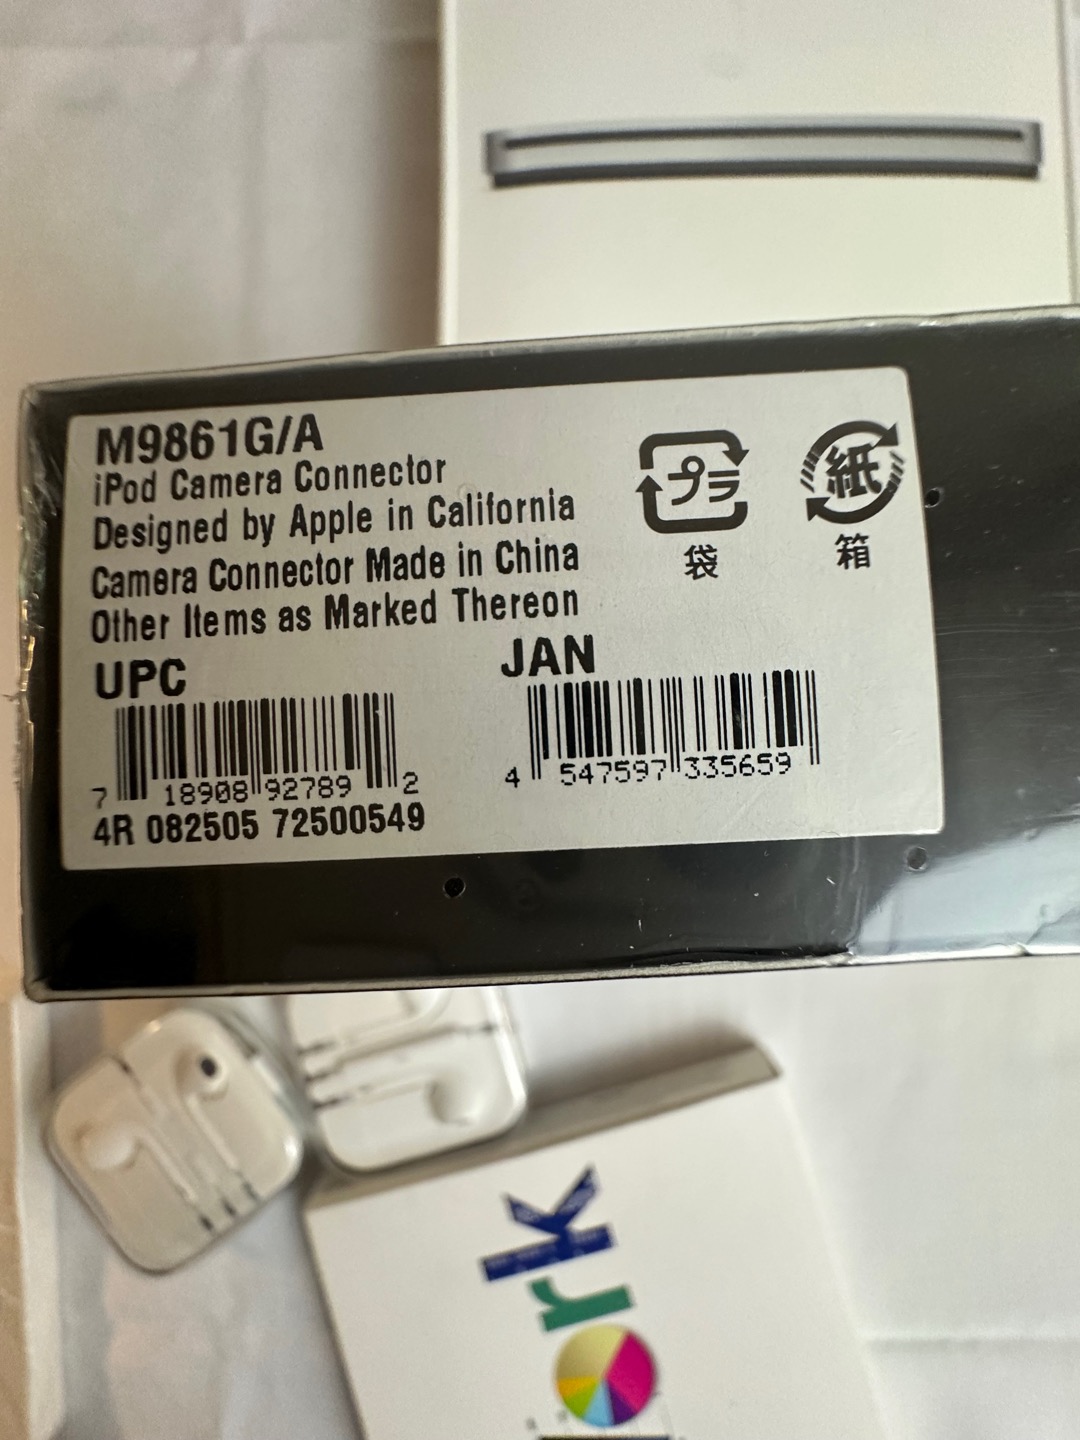 M9861G/A
iPod Camera Connector
Designed by Apple in California
Camera Connector Made in China
Other Items as Marked Thereon
プラ
袋
紙
箱
UPC
7 18908 92789 2
JAN
4 547597 335659
4R 082505 72500549
ork